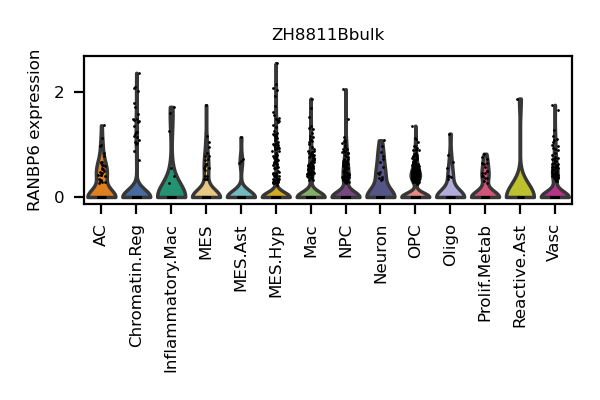 ZH8811Bbulk
RANBP6 expression
2
0
AC
Chromatin.Reg
Inflammatory.Mac
MES
MES.Ast
MES.Hyp
Mac
NPC
Neuron
OPC
Oligo
Prolif.Metab
Reactive.Ast
Vasc